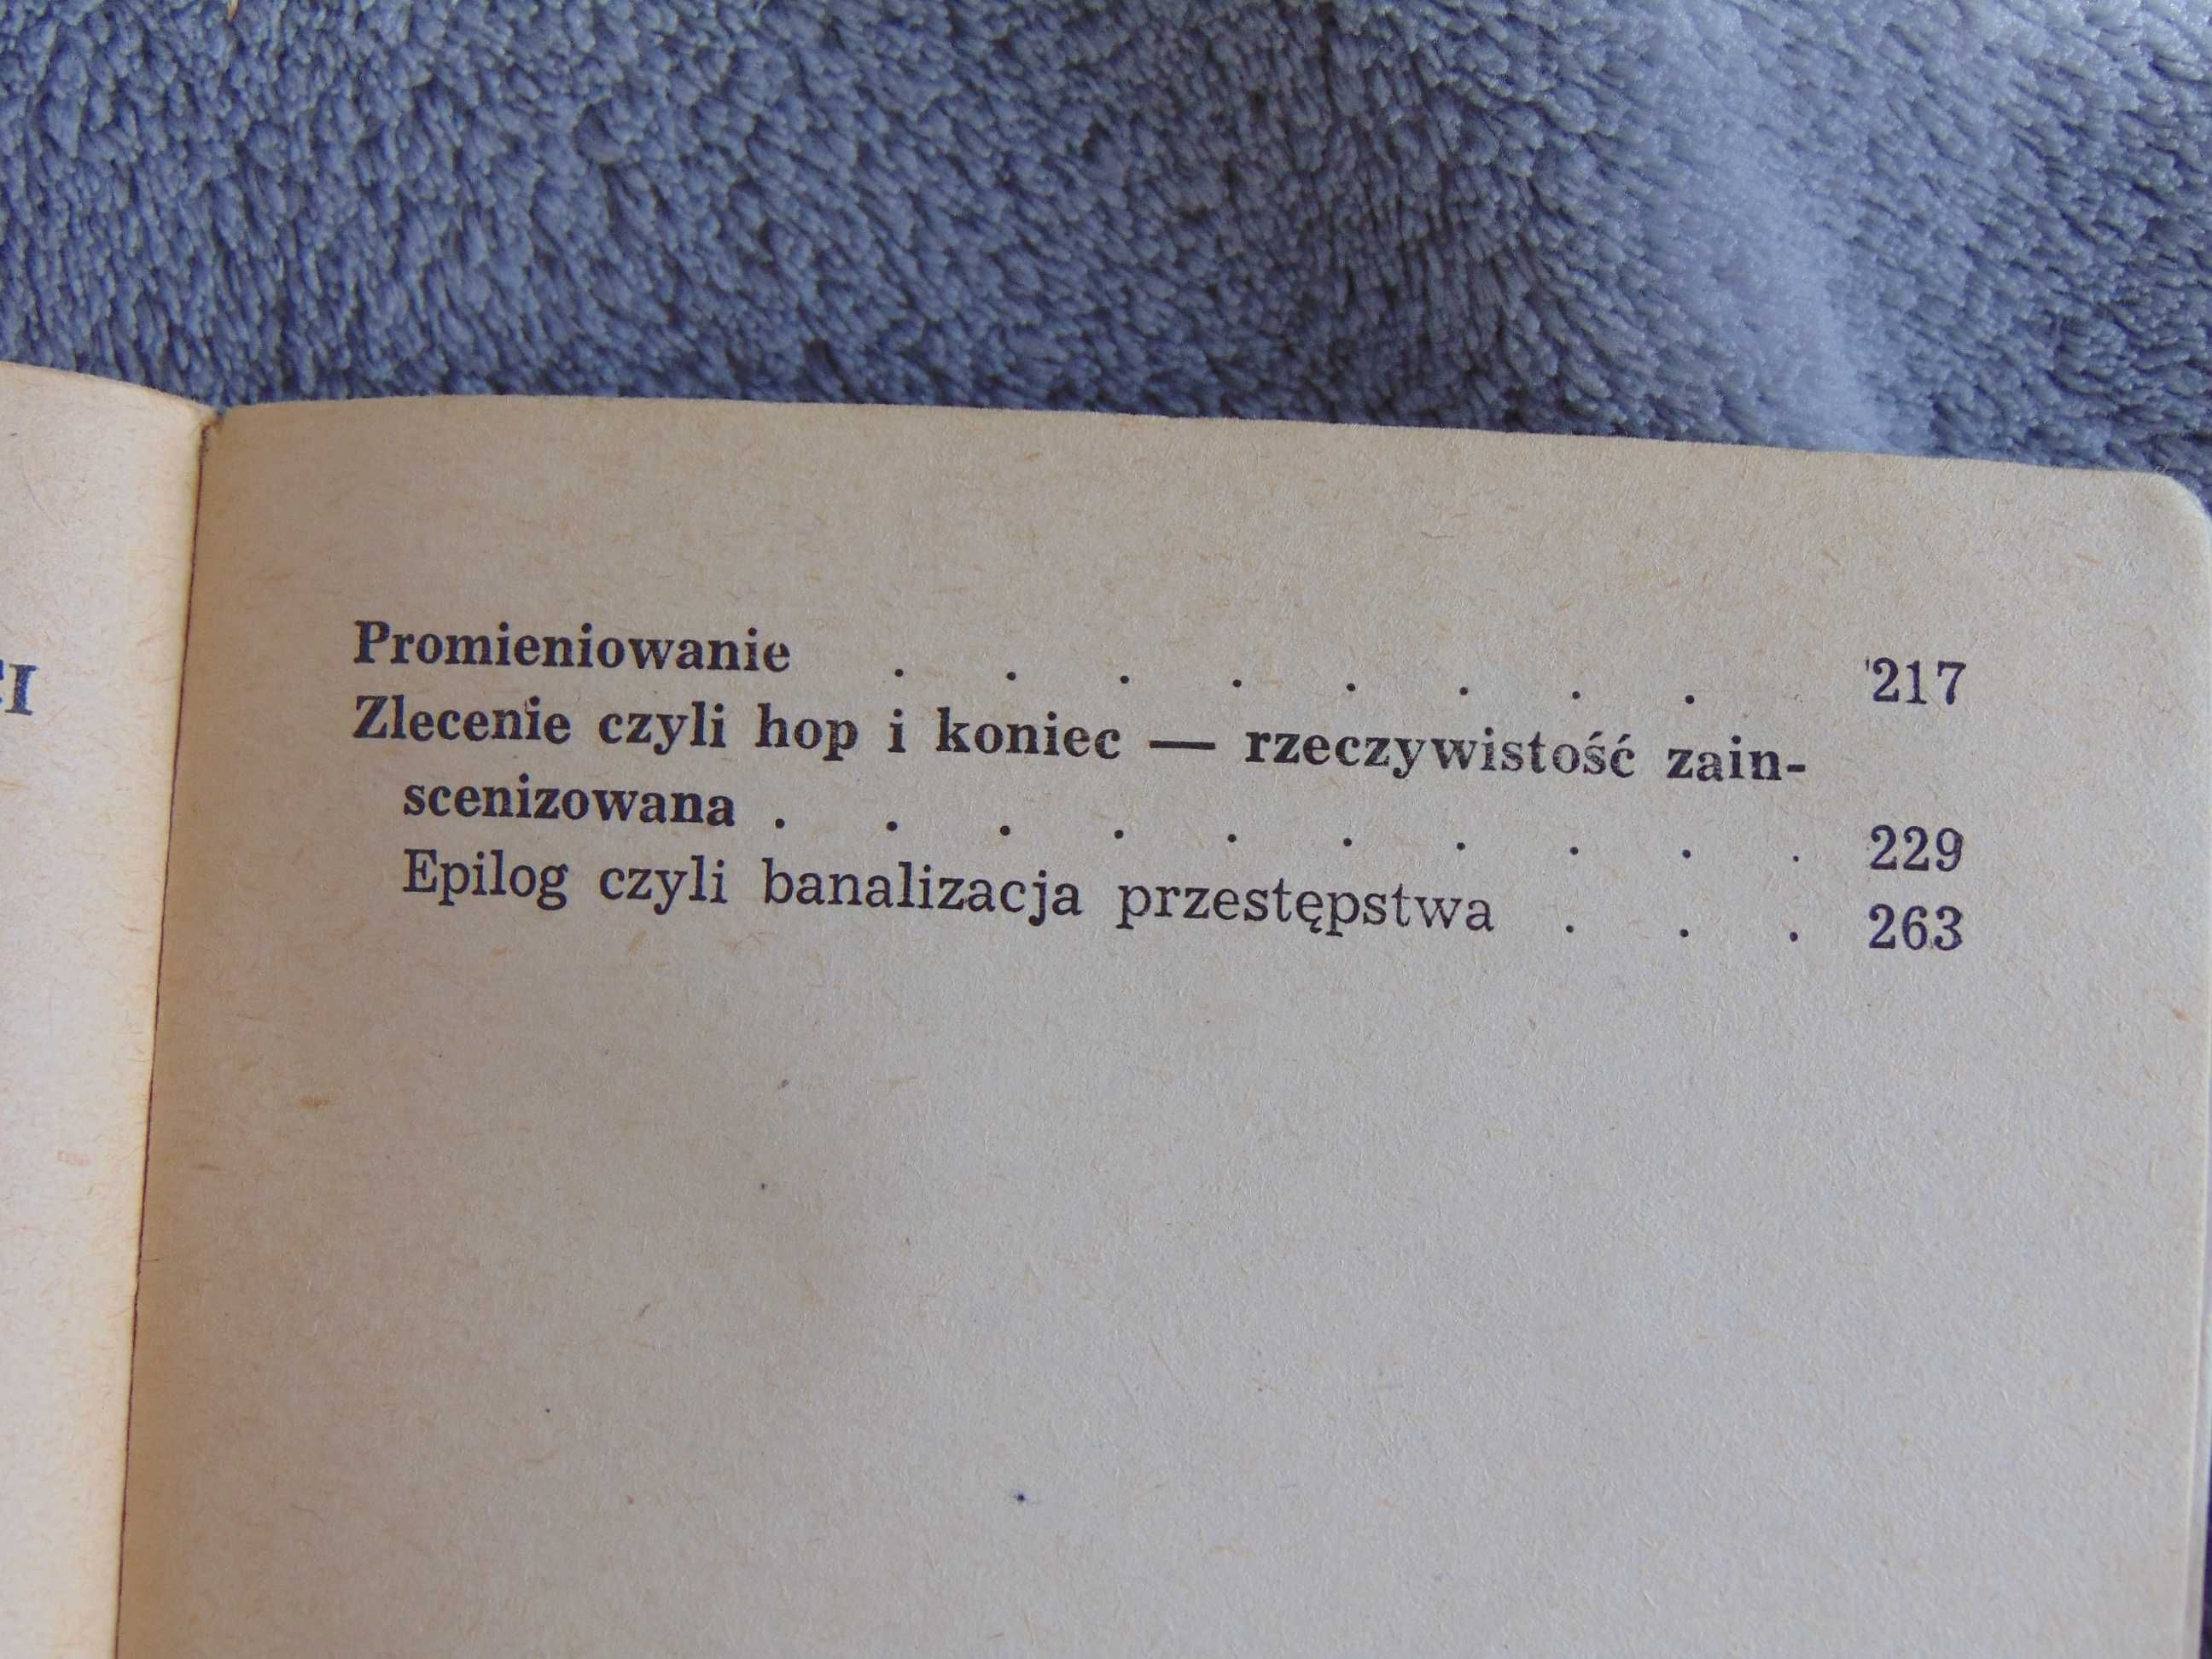 Promieniowanie . . . . . . . . 217
Zlecenie czyli hop i koniec — rzeczywistość zain-
scenizowana . . . . . . . . . . 229
Epilog czyli banalizacja przestępstwa . . . 263